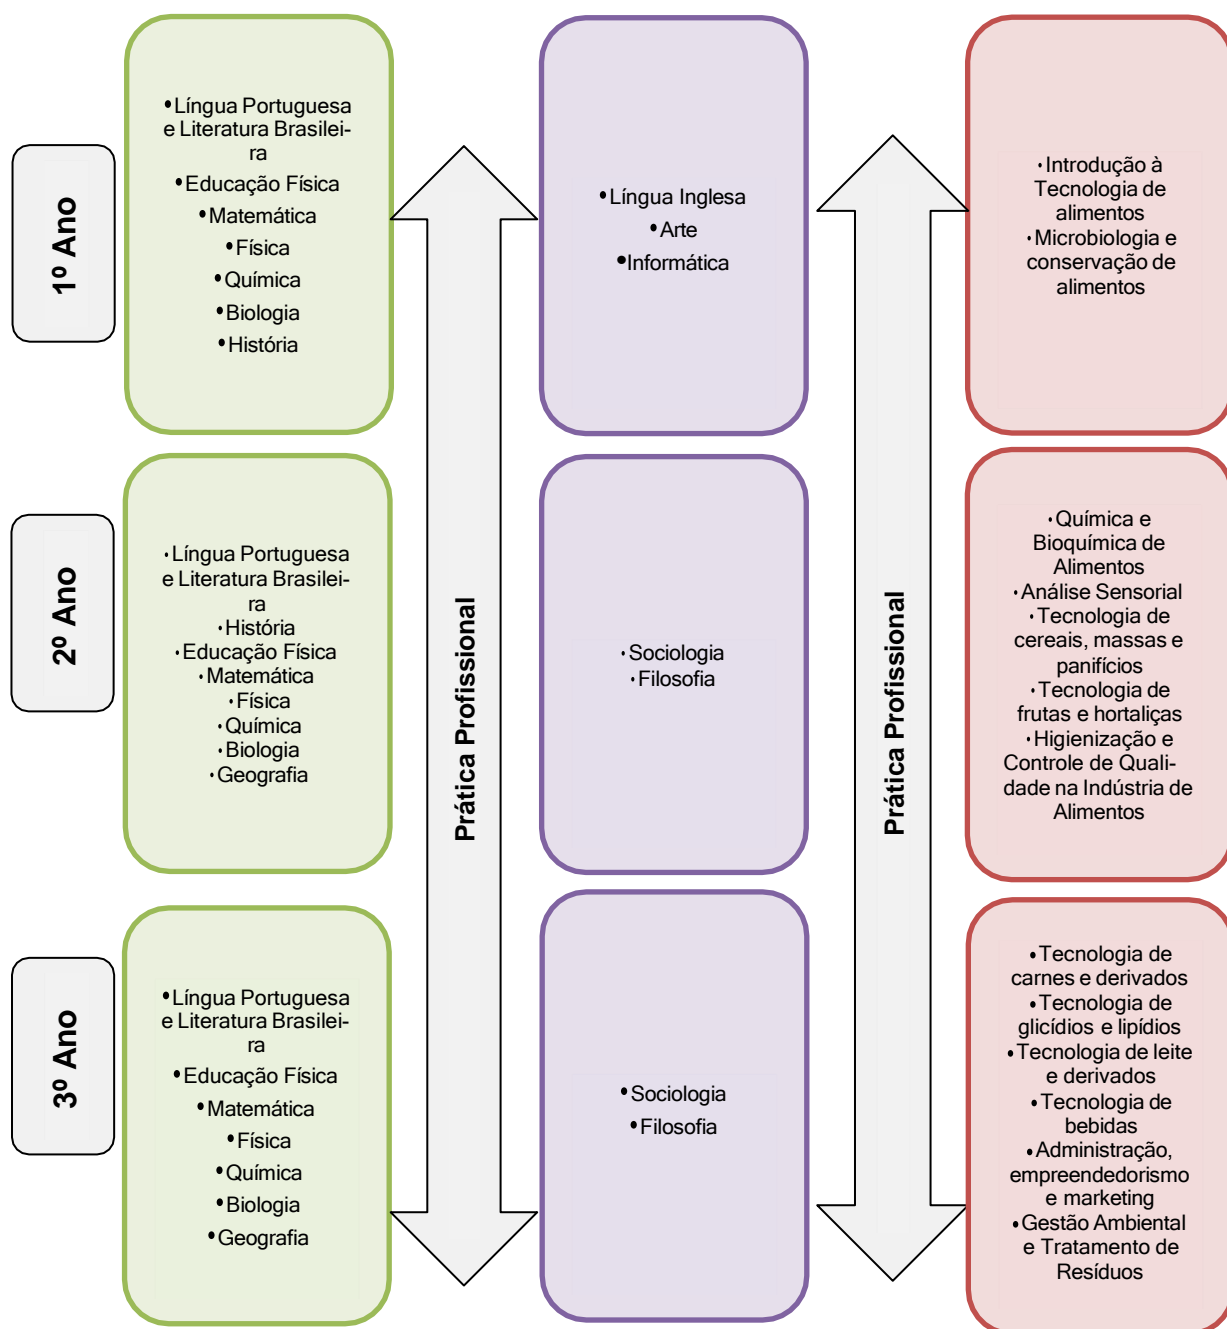 1º Ano
•Língua Portuguesa
e Literatura Brasilei-
ra
•Educação Física
•Matemática
•Física
•Química
•Biologia
•História
•Língua Inglesa
•Arte
•Informática
•Introdução à
Tecnologia de
alimentos
•Microbiologia e
conservação de
alimentos
2º Ano
•Língua Portuguesa
e Literatura Brasilei-
ra
•História
•Educação Física
•Matemática
•Física
•Química
•Biologia
•Geografia
Prática Profissional
•Sociologia
•Filosofia
Prática Profissional
•Química e
Bioquímica de
Alimentos
•Análise Sensorial
•Tecnologia de
cereais, massas e
panifícios
•Tecnologia de
frutas e hortaliças
•Higienização e
Controle de Quali-
dade na Indústria de
Alimentos
3º Ano
•Língua Portuguesa
e Literatura Brasilei-
ra
•Educação Física
•Matemática
•Física
•Química
•Biologia
•Geografia
•Sociologia
•Filosofia
•Tecnologia de
carnes e derivados
•Tecnologia de
glicídios e lipídios
•Tecnologia de leite
e derivados
•Tecnologia de
bebidas
•Administração,
empreendedorismo
e marketing
•Gestão Ambiental
e Tratamento de
Resíduos